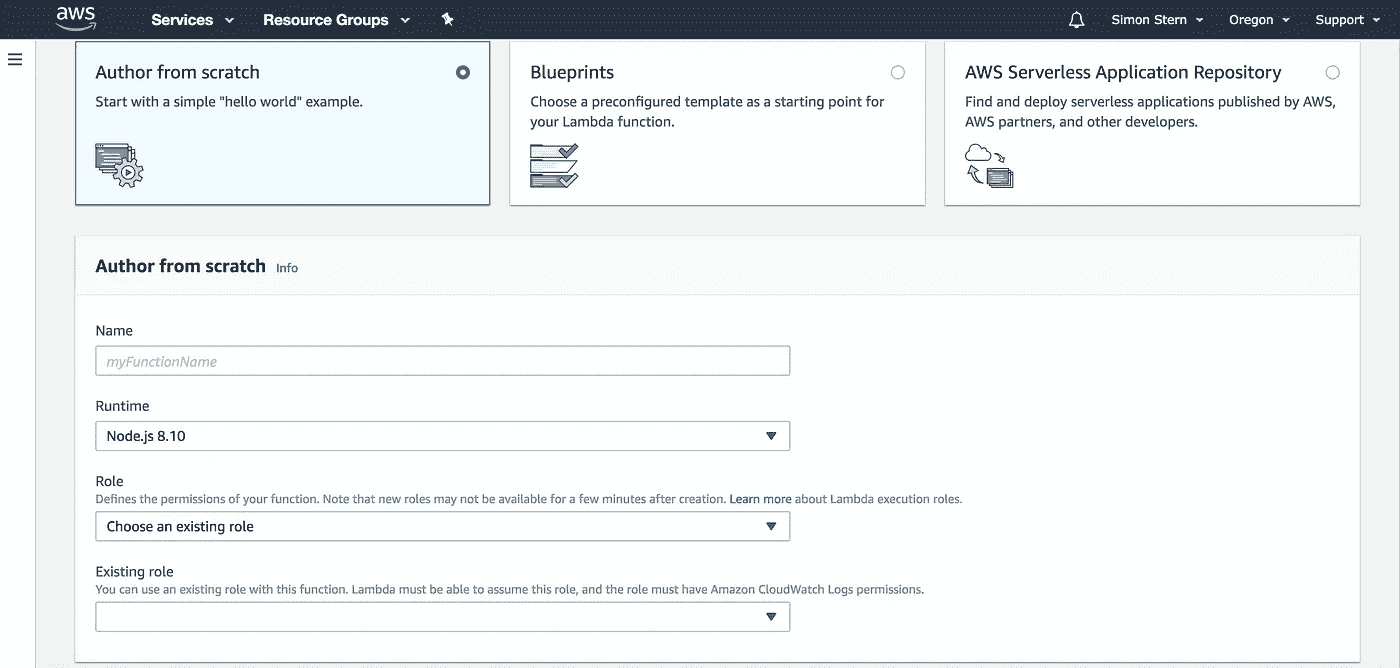 aws Services Resource Groups Simon Stern Oregon Support
Author from scratch
Start with a simple "hello world" example.
Blueprints
Choose a preconfigured template as a starting point for
your Lambda function.
AWS Serverless Application Repository
Find and deploy serverless applications published by AWS,
AWS partners, and other developers.
Author from scratch Info
Name
myFunctionName
Runtime
Node.js 8.10
Role
Defines the permissions of your function. Note that new roles may not be available for a few minutes after creation. Learn more about Lambda execution roles.
Choose an existing role
Existing role
You can use an existing role with this function. Lambda must be able to assume this role, and the role must have Amazon CloudWatch Logs permissions.